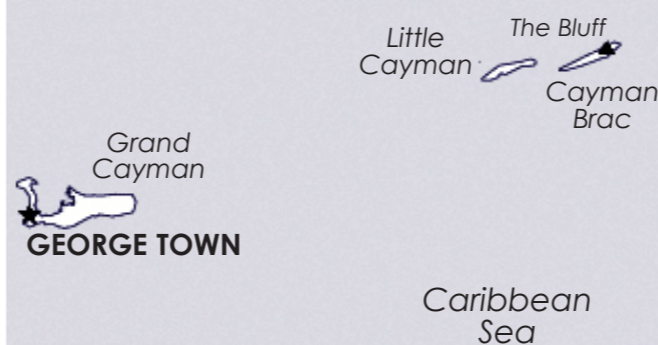 The Bluff
Little
Cayman
Cayman
Brac
Grand
Cayman
GEORGE TOWN
Caribbean
Sea